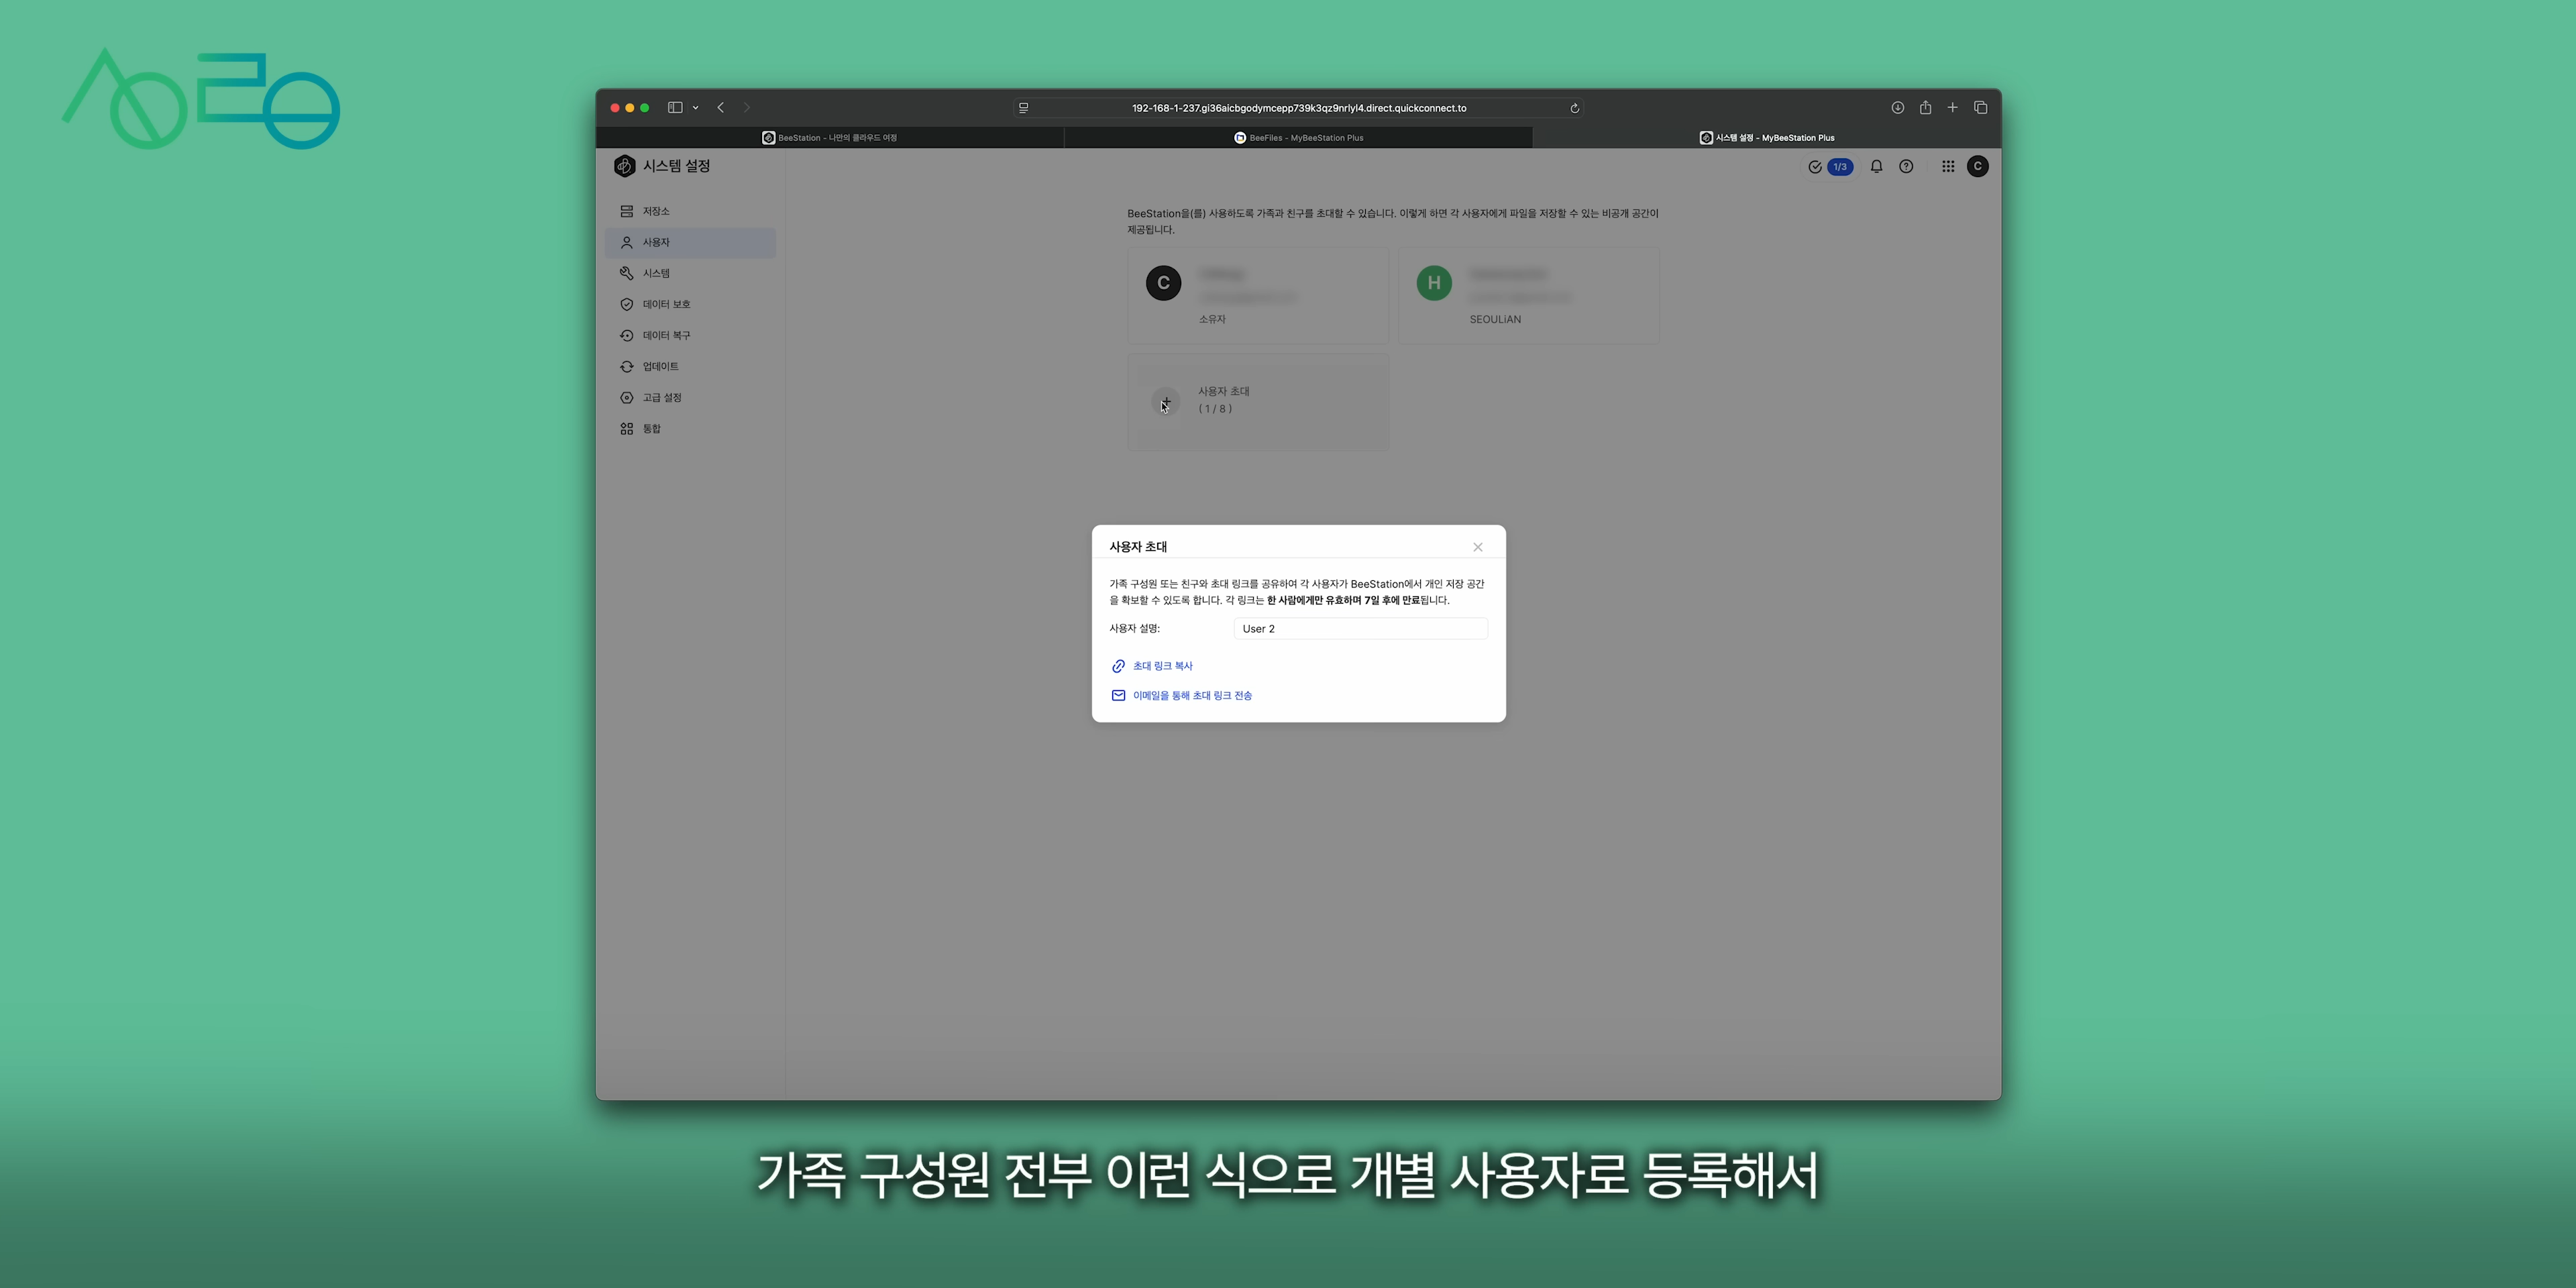 192-168-1-237.gi36aicbgodymcepp739k3qz9nrlyl4.direct.quickconnect.to
BeeStation - 나만의 클라우드 여정
BeeFiles - MyBeeStation Plus
시스템 설정 - MyBeeStation Plus
시스템 설정
1/3
C
저장소
사용자
시스템
데이터 보호
데이터 복구
업데이트
고급 설정
통합
BeeStation을(를) 사용하도록 가족과 친구를 초대할 수 있습니다. 이렇게 하면 각 사용자에게 파일을 저장할 수 있는 비공개 공간이
제공됩니다.
C
소유자
H
SEOULiAN
사용자 초대
( 1 / 8 )
사용자 초대
가족 구성원 또는 친구와 초대 링크를 공유하여 각 사용자가 BeeStation에서 개인 저장 공간
을 확보할 수 있도록 합니다. 각 링크는 한 사람에게만 유효하며 7일 후에 만료됩니다.
사용자 설명:
User 2
초대 링크 복사
이메일을 통해 초대 링크 전송
가족 구성원 전부 이런 식으로 개별 사용자로 등록해서